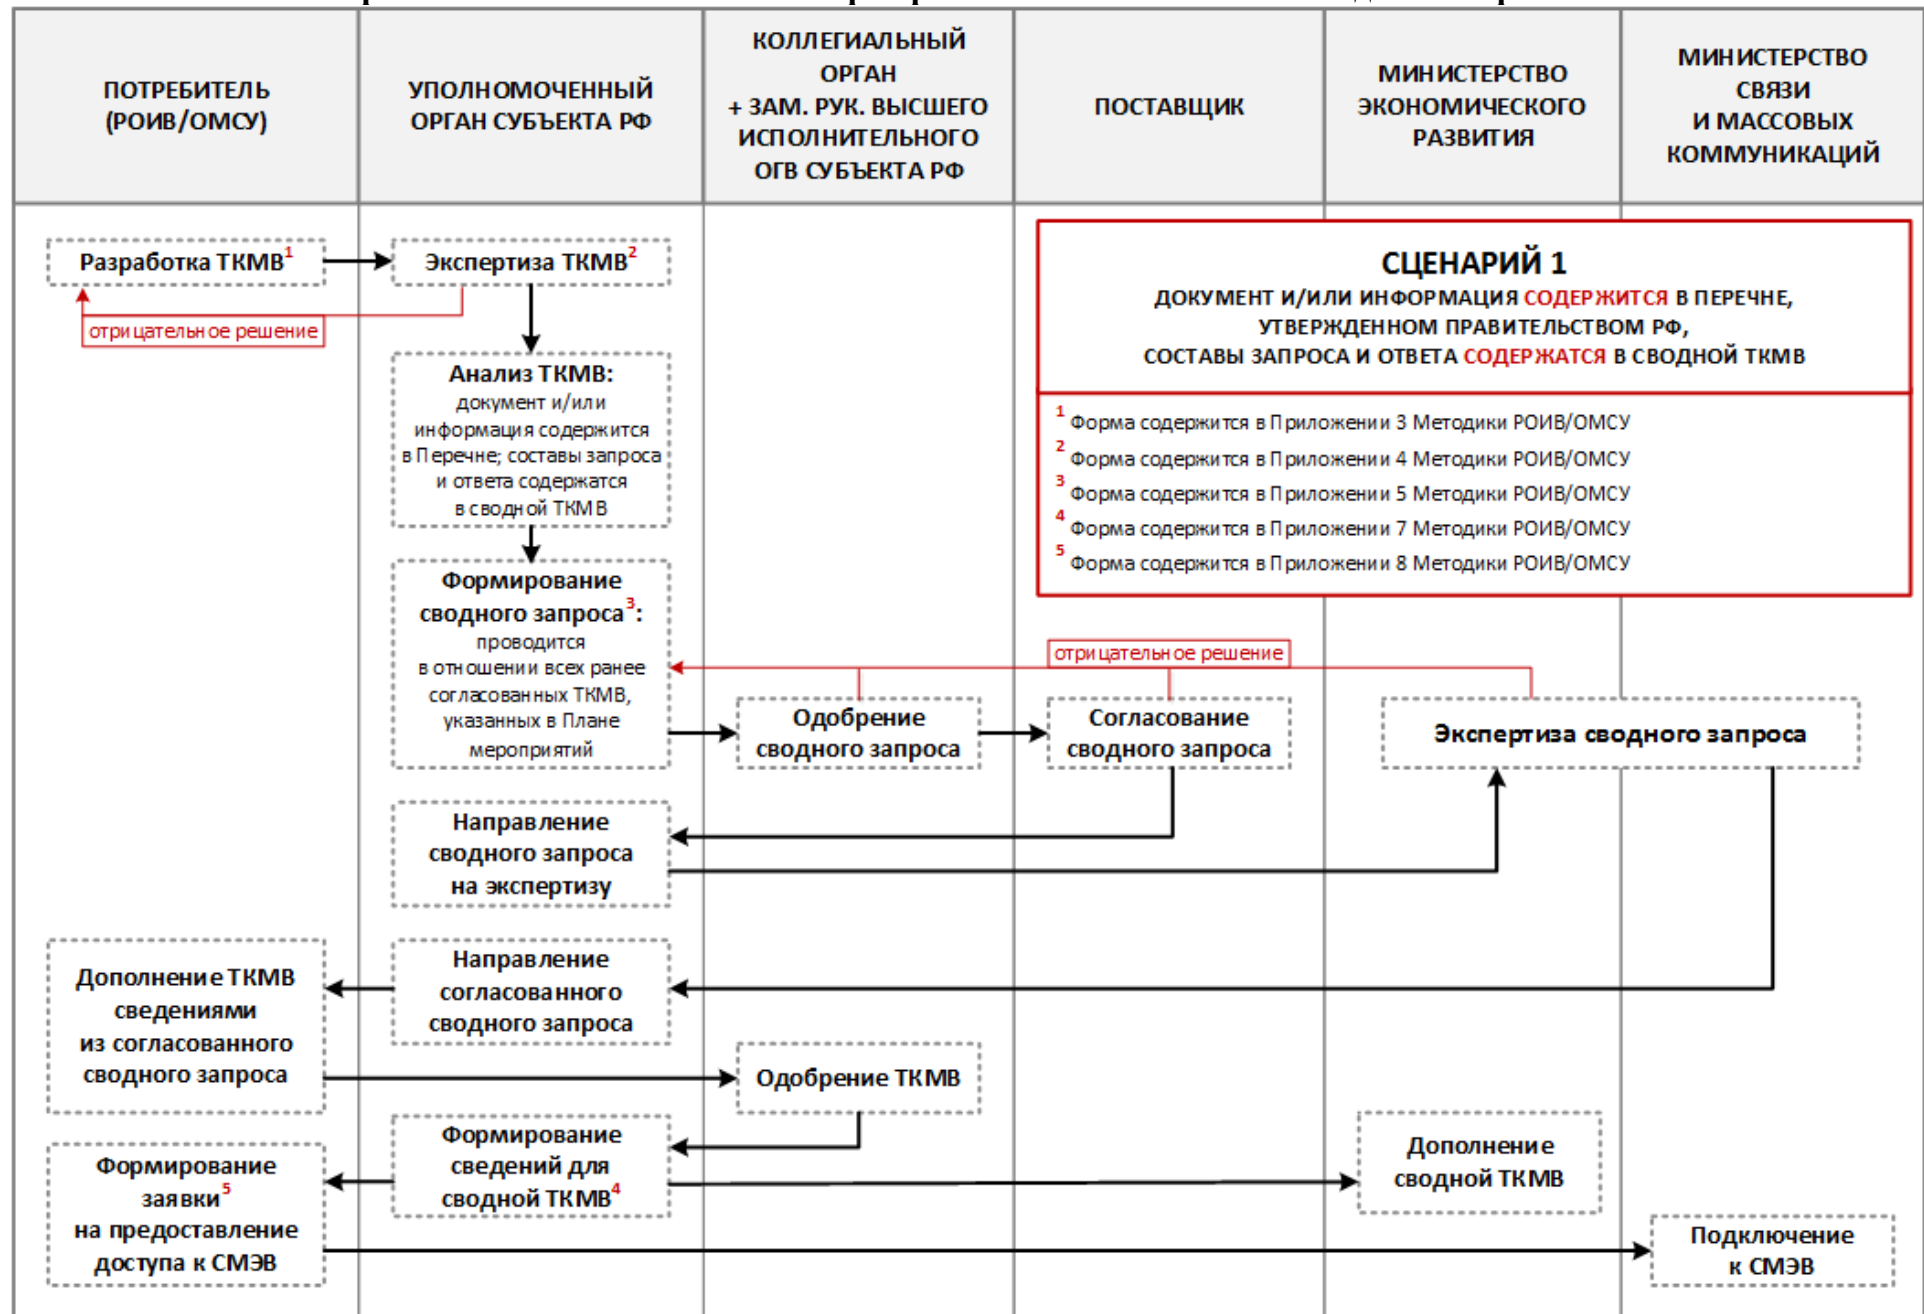 ПОТРЕБИТЕЛЬ
(РОИВ/ОМСУ)
УПОЛНОМОЧЕННЫЙ
ОРГАН СУБЪЕКТА РФ
КОЛЛЕГИАЛЬНЫЙ
ОРГАН
+ ЗАМ. РУК. ВЫСШЕГО
ИСПОЛНИТЕЛЬНОГО
ОГВ СУБЪЕКТА РФ
ПОСТАВЩИК
МИНИСТЕРСТВО
ЭКОНОМИЧЕСКОГО
РАЗВИТИЯ
МИНИСТЕРСТВО
СВЯЗИ
И МАССОВЫХ
КОММУНИКАЦИЙ
Разработка ТКМВ1
Экспертиза ТКМВ2
отрицательное решение
СЦЕНАРИЙ 1
ДОКУМЕНТ И/ИЛИ ИНФОРМАЦИЯ СОДЕРЖИТСЯ В ПЕРЕЧНЕ,
УТВЕРЖДЕННОМ ПРАВИТЕЛЬСТВОМ РФ,
СОСТАВЫ ЗАПРОСА И ОТВЕТА СОДЕРЖАТСЯ В СВОДНОЙ ТКМВ
1 Форма содержится в Приложении 3 Методики РОИВ/ОМСУ
2 Форма содержится в Приложении 4 Методики РОИВ/ОМСУ
3 Форма содержится в Приложении 5 Методики РОИВ/ОМСУ
4 Форма содержится в Приложении 7 Методики РОИВ/ОМСУ
5 Форма содержится в Приложении 8 Методики РОИВ/ОМСУ
Анализ ТКМВ:
документ и/или
информация содержится
в Перечне; составы запроса
и ответа содержатся
в сводной ТКМВ
Формирование
сводного запроса3:
проводится
в отношении всех ранее
согласованных ТКМВ,
указанных в Плане
мероприятий
отрицательное решение
Одобрение
сводного запроса
Согласование
сводного запроса
Экспертиза сводного запроса
Направление
сводного запроса
на экспертизу
Направление
согласованного
сводного запроса
Дополнение ТКМВ
сведениями
из согласованного
сводного запроса
Одобрение ТКМВ
Формирование
сведений для
сводной ТКМВ4
Дополнение
сводной ТКМВ
Формирование
заявки5
на предоставление
доступа к СМЭВ
Подключение
к СМЭВ